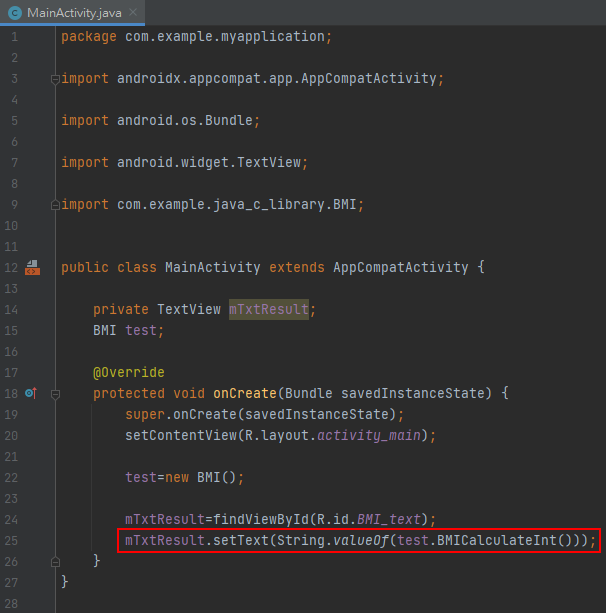 MainActivity.java
1 package com.example.myapplication;
2
3 import androidx.appcompat.app.AppCompatActivity;
4
5 import android.os.Bundle;
6
7 import android.widget.TextView;
8
9 import com.example.java_c_library.BMI;
10
11
12 public class MainActivity extends AppCompatActivity {
13
14     private TextView mTxtResult;
15     BMI test;
16
17     @Override
18     protected void onCreate(Bundle savedInstanceState) {
19         super.onCreate(savedInstanceState);
20         setContentView(R.layout.activity_main);
21
22         test=new BMI();
23
24         mTxtResult=findViewById(R.id.BMI_text);
25         mTxtResult.setText(String.valueOf(test.BMICalculateInt()));
26     }
27 }
28